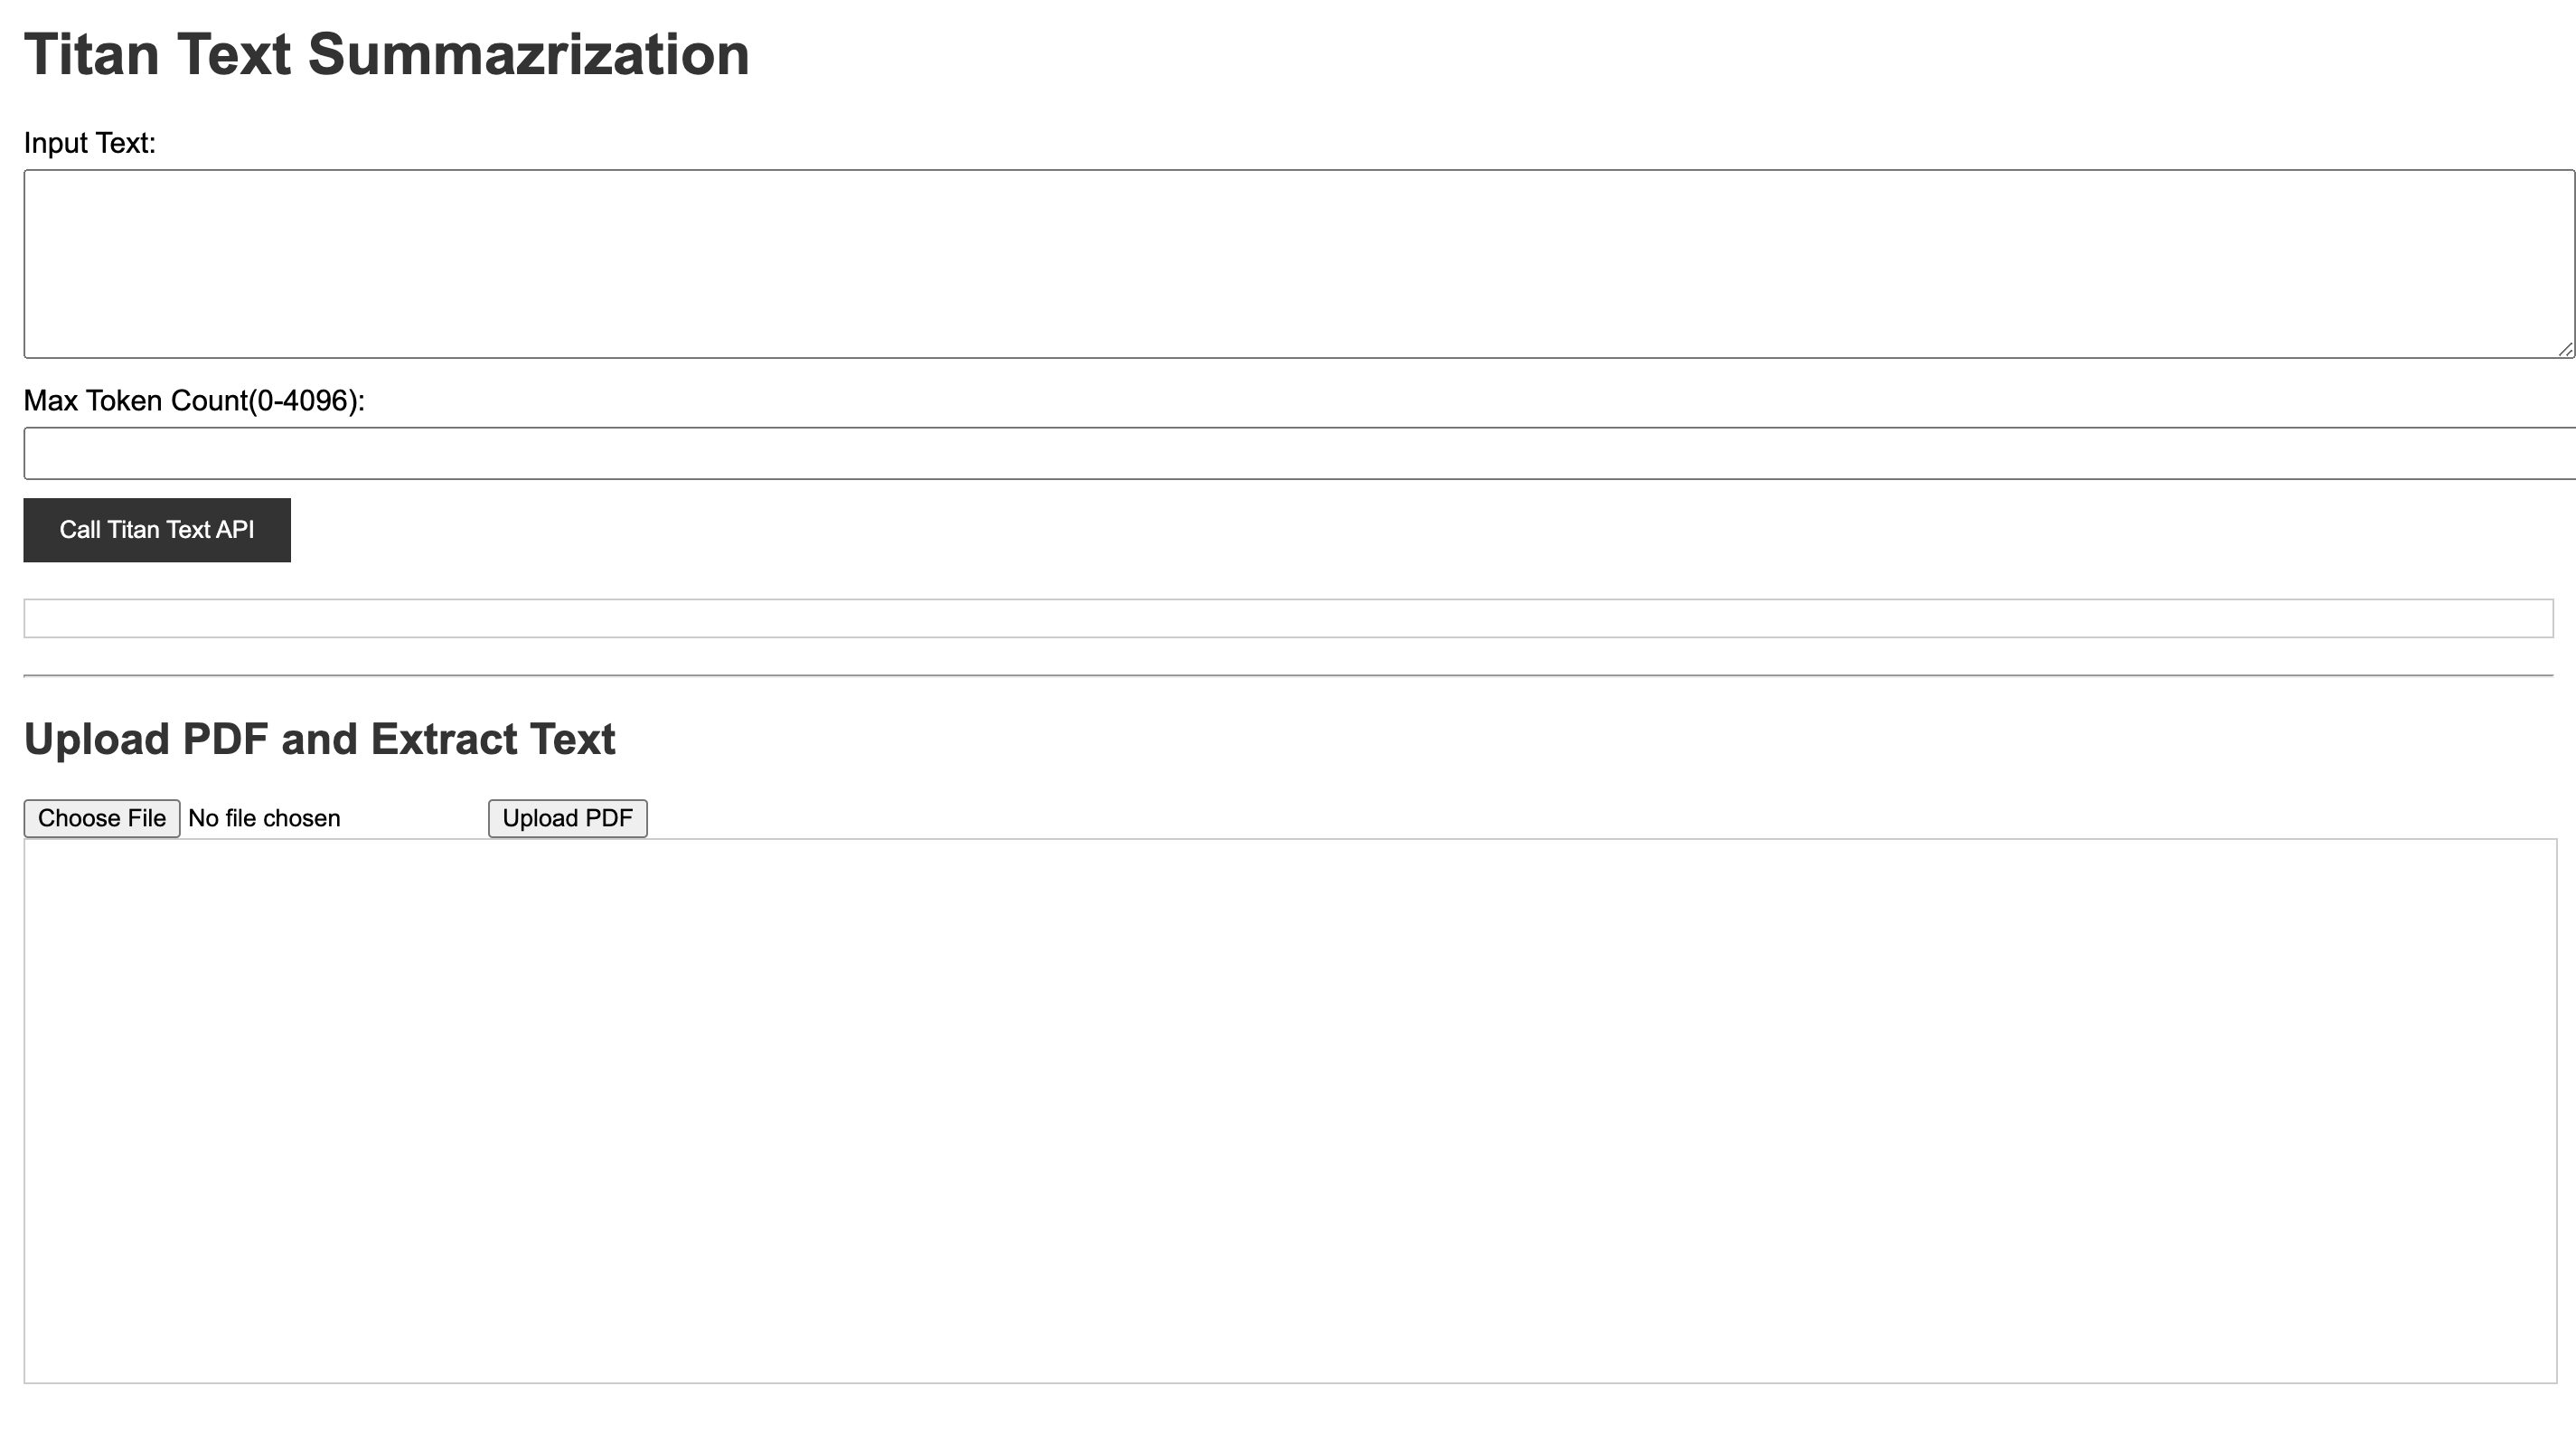 Titan Text Summazrization
Input Text:
Max Token Count(0-4096):
Call Titan Text API
Upload PDF and Extract Text
Choose File No file chosen Upload PDF